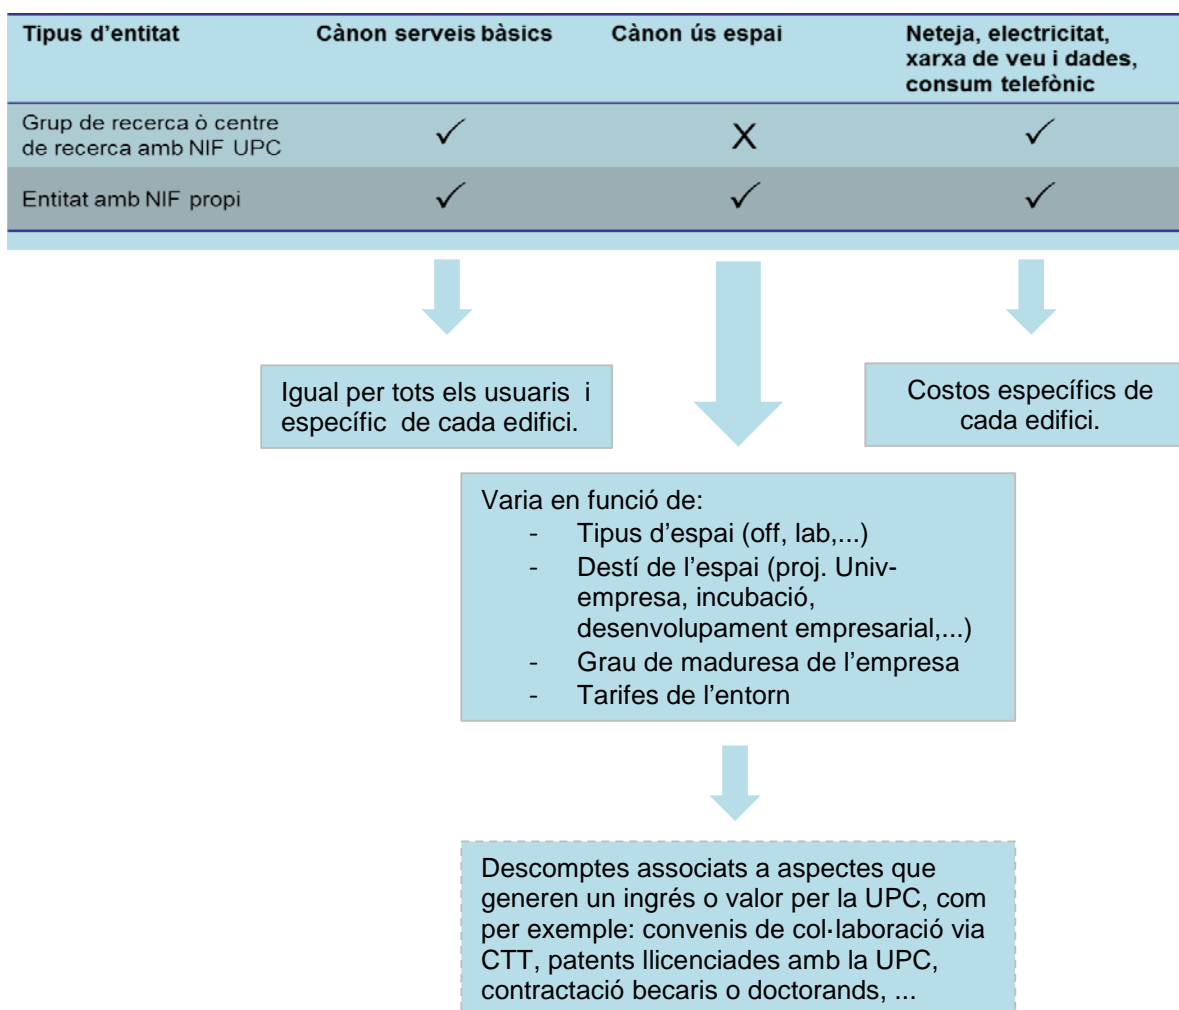 Tipus d'entitat Cànon serveis bàsics Cànon ús espai Neteja, electricitat,
xarxa de veu i dades,
consum telefònic
Grup de recerca ò centre
de recerca amb NIF UPC ✓ X ✓
Entitat amb NIF propi ✓ ✓ ✓
Igual per tots els usuaris i
específic de cada edifici.
Costos específics de
cada edifici.
Varia en funció de:
- Tipus d'espai (off, lab,...)
- Destí de l'espai (proj. Univ-
empresa, incubació,
desenvolupament empresarial,...)
- Grau de maduresa de l'empresa
- Tarifes de l'entorn
Descomptes associats a aspectes que
generen un ingrés o valor per la UPC, com
per exemple: convenis de col·laboració via
CTT, patents llicenciades amb la UPC,
contractació becaris o doctorands, ...